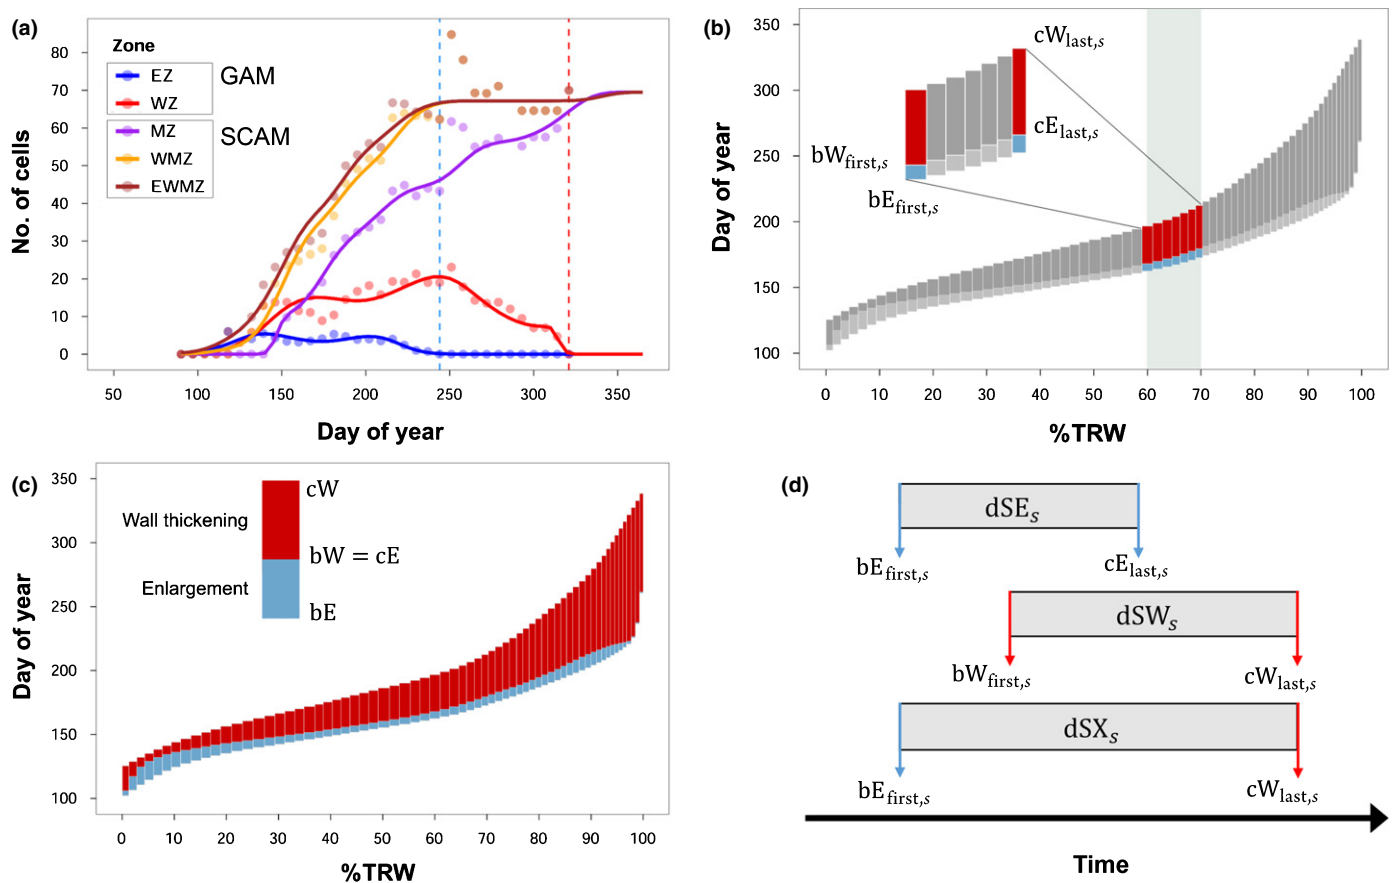 (a)
Zone
EZ
WZ
GAM
MZ
WMZ
EWMZ
SCAM
No. of cells
80
70
60
50
40
30
20
10
0
50 100 150 200 250 300 350
Day of year
(b)
cWlast,s
cElast,s
bWfirst,s
bEfirst,s
Day of year
350
300
250
200
150
100
0 10 20 30 40 50 60 70 80 90 100
%TRW
(c)
cW
Wall thickening
bW = cE
Enlargement
bE
Day of year
350
300
250
200
150
100
0 10 20 30 40 50 60 70 80 90 100
%TRW
(d)
dSEs
bEfirst,s cElast,s
dSWs
bWfirst,s cWlast,s
dSXs
bEfirst,s cWlast,s
Time